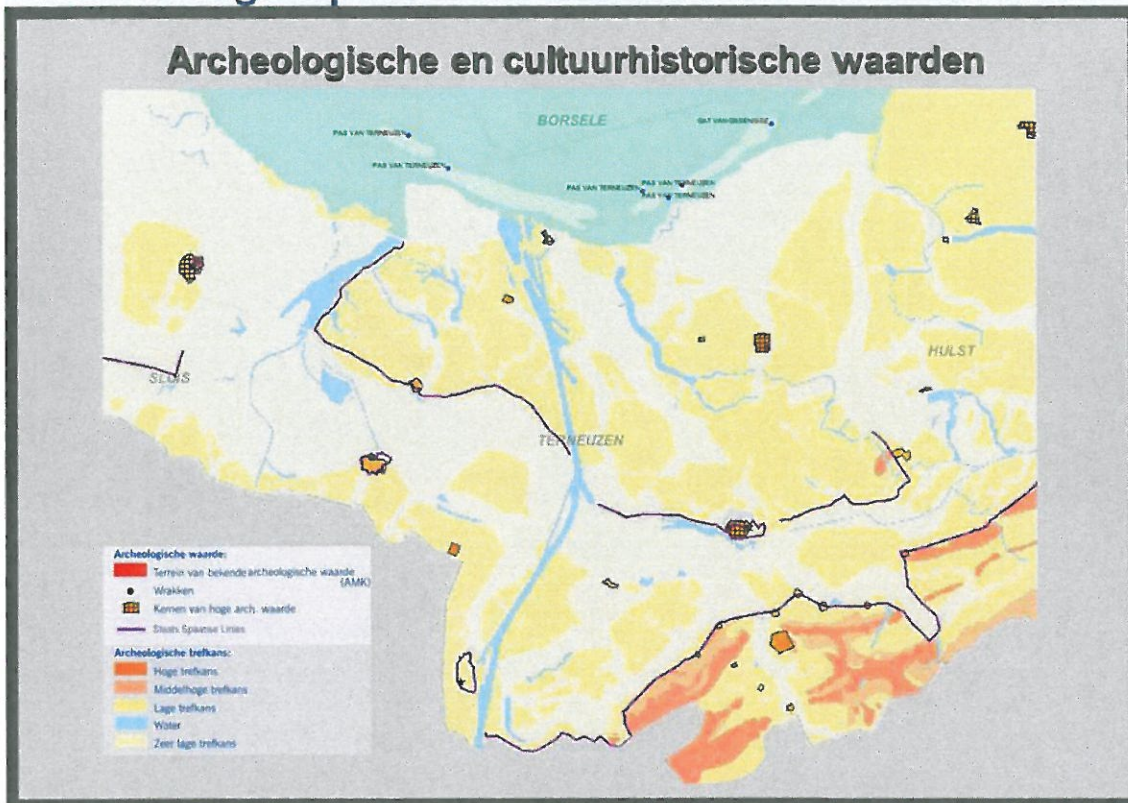 Archeologische en cultuurhistorische waarden
BORSELE
PAS VAN TERNEUZEN
PAS VAN TERNEUZEN
PAS VAN TERNEUZEN
PAS VAN TERNEUZEN
PAS VAN TERNEUZEN
HULST
SLUIS
TERNEUZEN
Archeologische waarde:
Terrein van bekende archeologische waarde
(AMK)
Wrakken
Kernen van hoge arch. waarde
Staats Spaanse Linies
Archeologische trefkans:
Hoge trefkans
Middelhoge trefkans
Lage trefkans
Water
Zeer lage trefkans